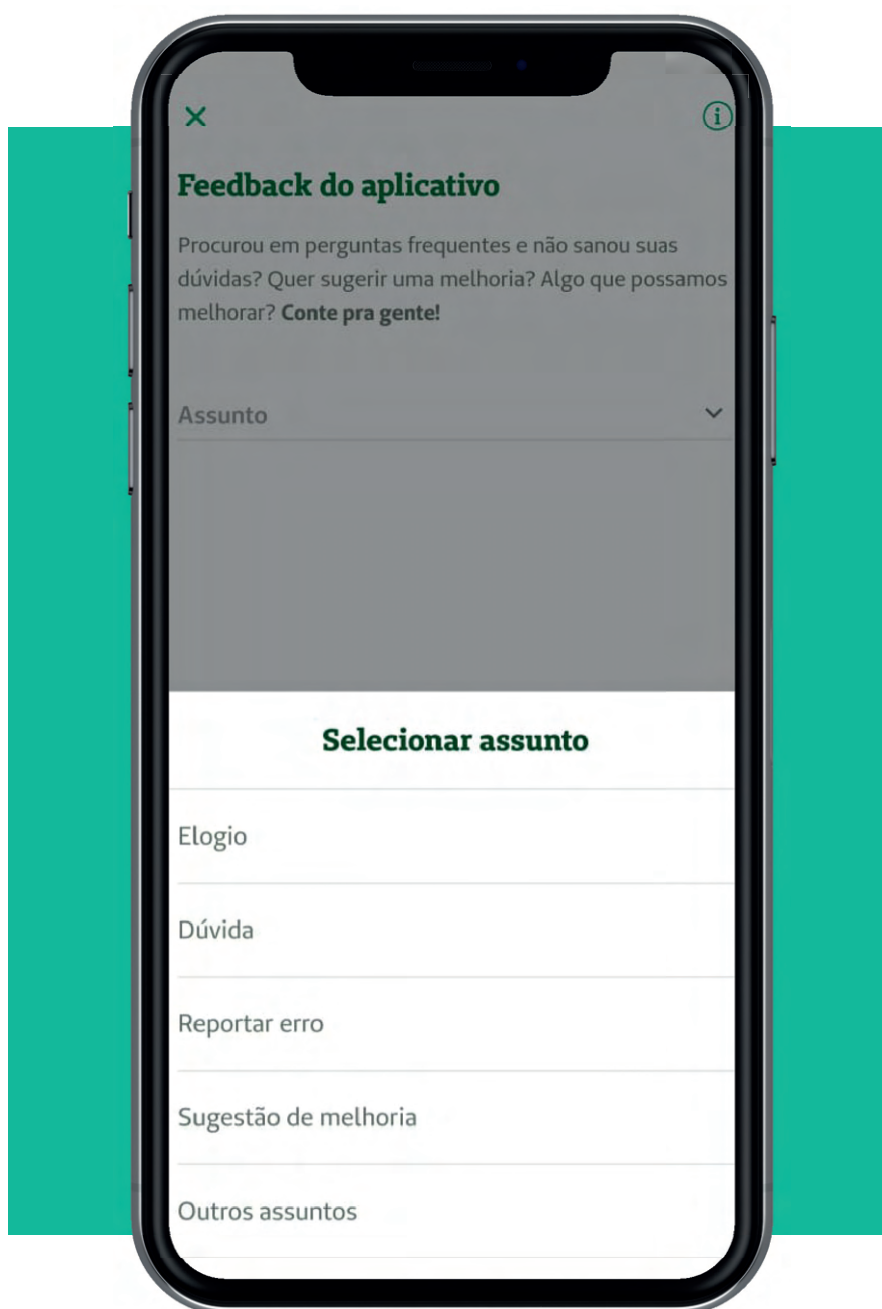 Feedback do aplicativo
Procurou em perguntas frequentes e não sanou suas
dúvidas? Quer sugerir uma melhoria? Algo que possamos
melhorar? Conte pra gente!
Assunto
Selecionar assunto
Elogio
Dúvida
Reportar erro
Sugestão de melhoria
Outros assuntos